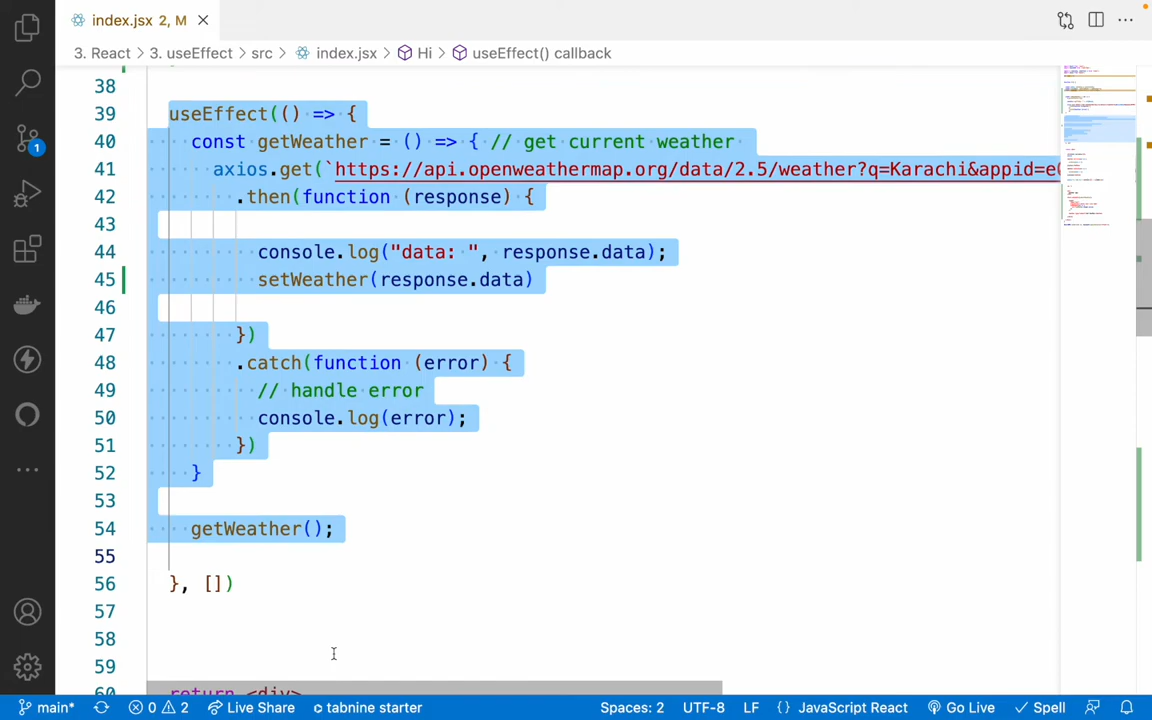 index.jsx 2, M
3. React > 3. useEffect > src > index.jsx > Hi > useEffect() callback
38
39 useEffect(() => {
40 const getWeather = () => { // get current weather
41 axios.get(`https://api.openweathermap.org/data/2.5/weather?q=Karachi&appid=e
42 .then(function (response) {
43
44 console.log("data: ", response.data);
45 setWeather(response.data)
46
47 })
48 .catch(function (error) {
49 // handle error
50 console.log(error);
51 })
52 }
53
54 getWeather();
55
56 }, [])
57
58
59
60 return <div>
1
main* 0 2 Live Share tabnine starter Spaces: 2 UTF-8 LF {} JavaScript React Go Live Spell